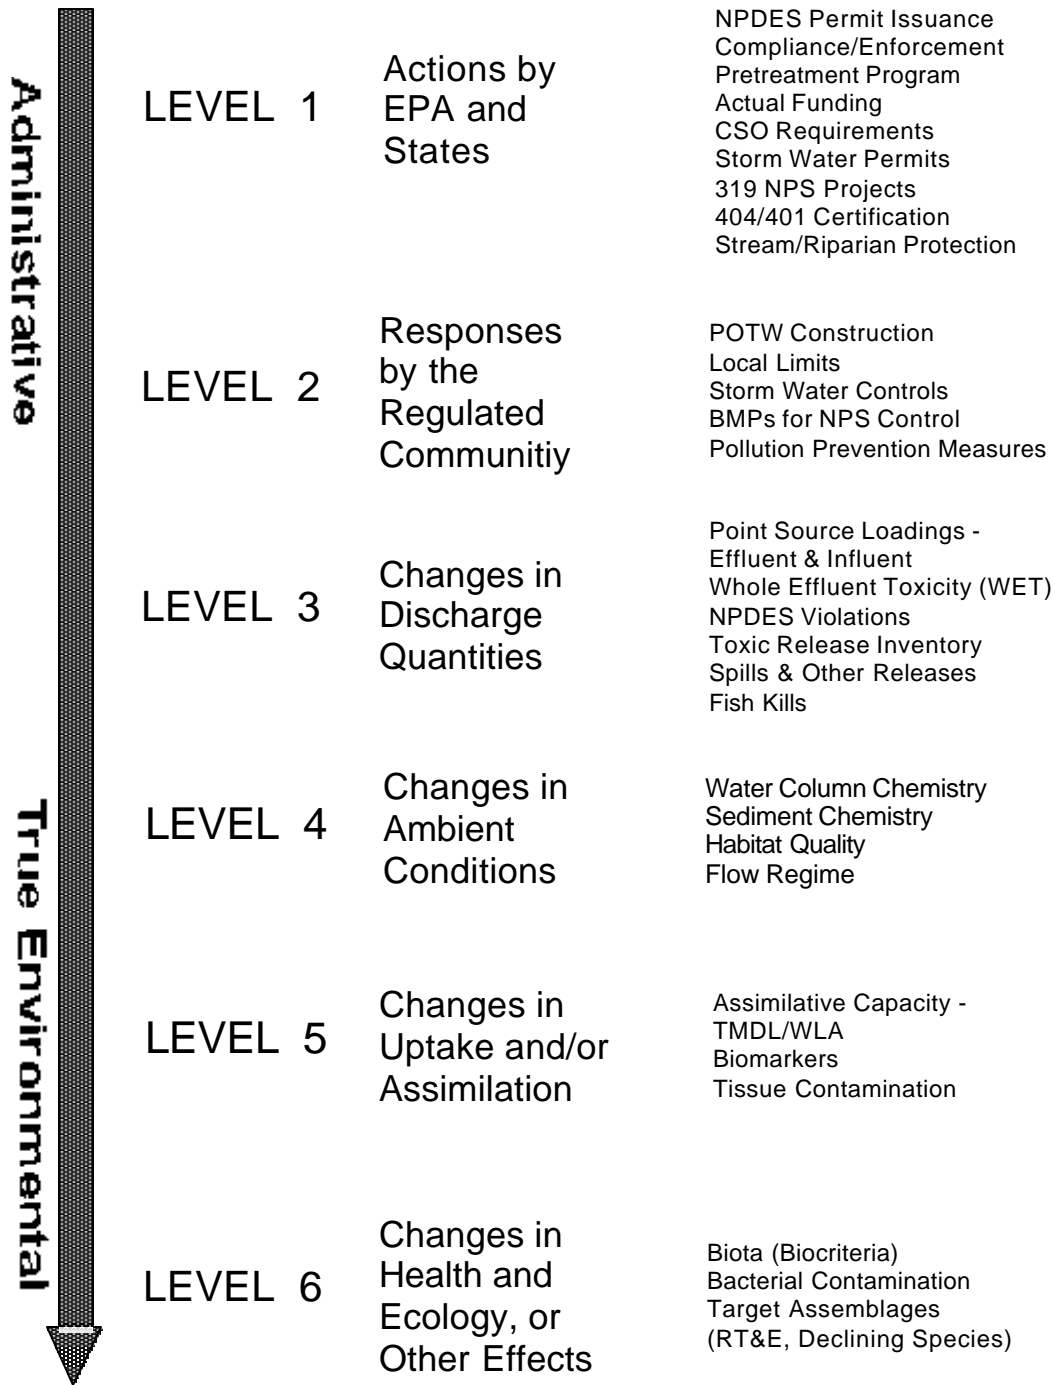 Administrative
True Environmental
LEVEL 1
Actions by
EPA and
States
NPDES Permit Issuance
Compliance/Enforcement
Pretreatment Program
Actual Funding
CSO Requirements
Storm Water Permits
319 NPS Projects
404/401 Certification
Stream/Riparian Protection
LEVEL 2
Responses
by the
Regulated
Communitiy
POTW Construction
Local Limits
Storm Water Controls
BMPs for NPS Control
Pollution Prevention Measures
LEVEL 3
Changes in
Discharge
Quantities
Point Source Loadings -
Effluent & Influent
Whole Effluent Toxicity (WET)
NPDES Violations
Toxic Release Inventory
Spills & Other Releases
Fish Kills
LEVEL 4
Changes in
Ambient
Conditions
Water Column Chemistry
Sediment Chemistry
Habitat Quality
Flow Regime
LEVEL 5
Changes in
Uptake and/or
Assimilation
Assimilative Capacity -
TMDL/WLA
Biomarkers
Tissue Contamination
LEVEL 6
Changes in
Health and
Ecology, or
Other Effects
Biota (Biocriteria)
Bacterial Contamination
Target Assemblages
(RT&E, Declining Species)